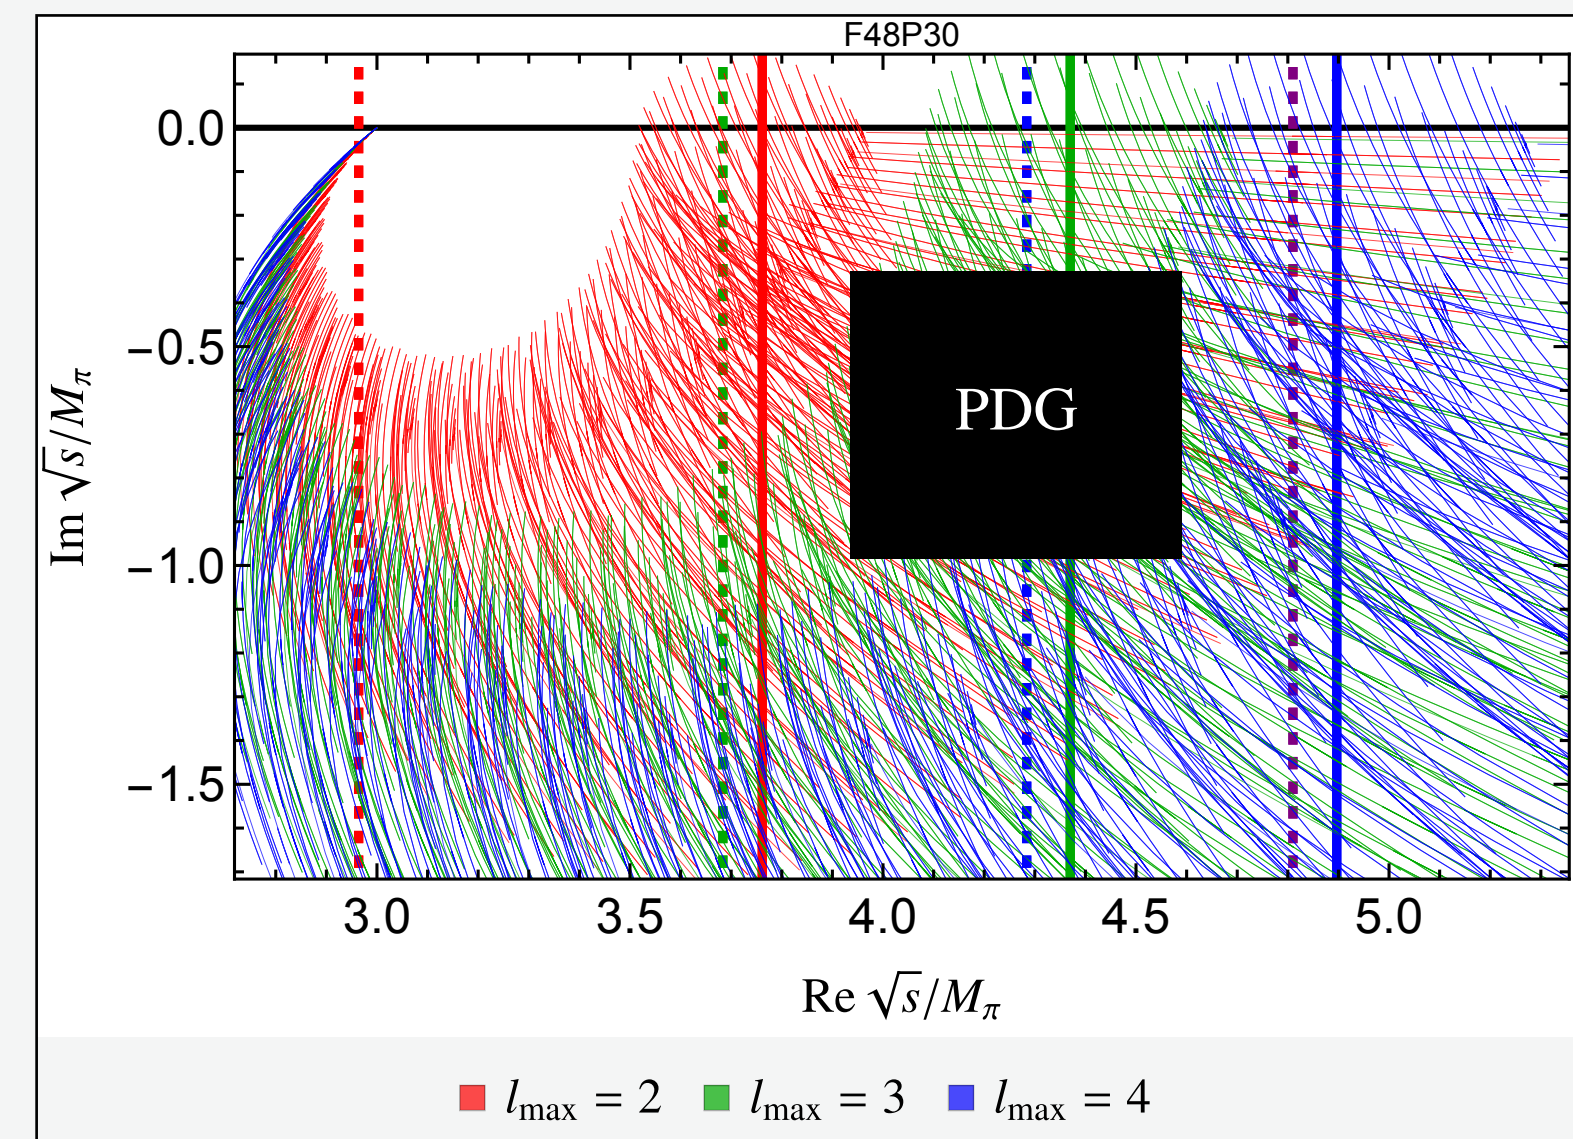 F48P30
0.0
−0.5
−1.0
−1.5
Im √s/Mπ
PDG
3.0 3.5 4.0 4.5 5.0
Re √s/Mπ
lmax = 2 lmax = 3 lmax = 4